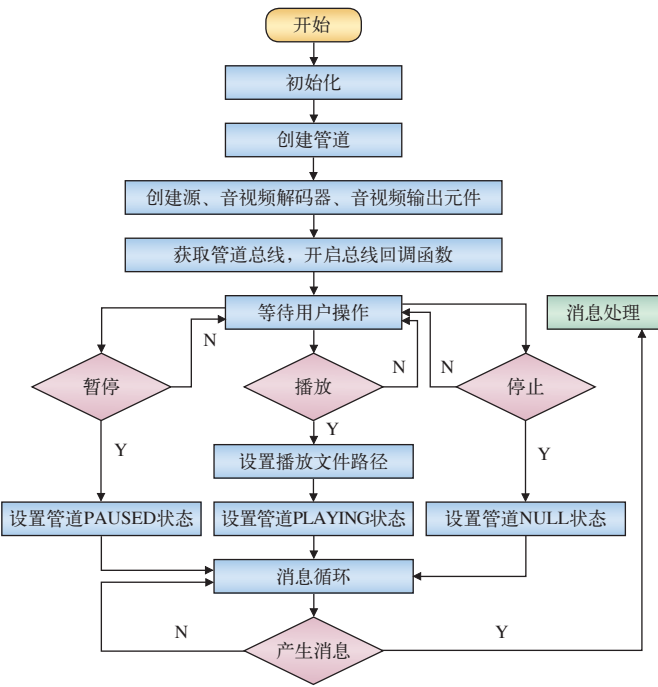 开始
初始化
创建管道
创建源、音视频解码器、音视频输出元件
获取管道总线，开启总线回调函数
等待用户操作
消息处理
N
N
N
暂停
播放
停止
Y
Y
Y
设置播放文件路径
设置管道PAUSED状态
设置管道PLAYING状态
设置管道NULL状态
消息循环
N
Y
产生消息